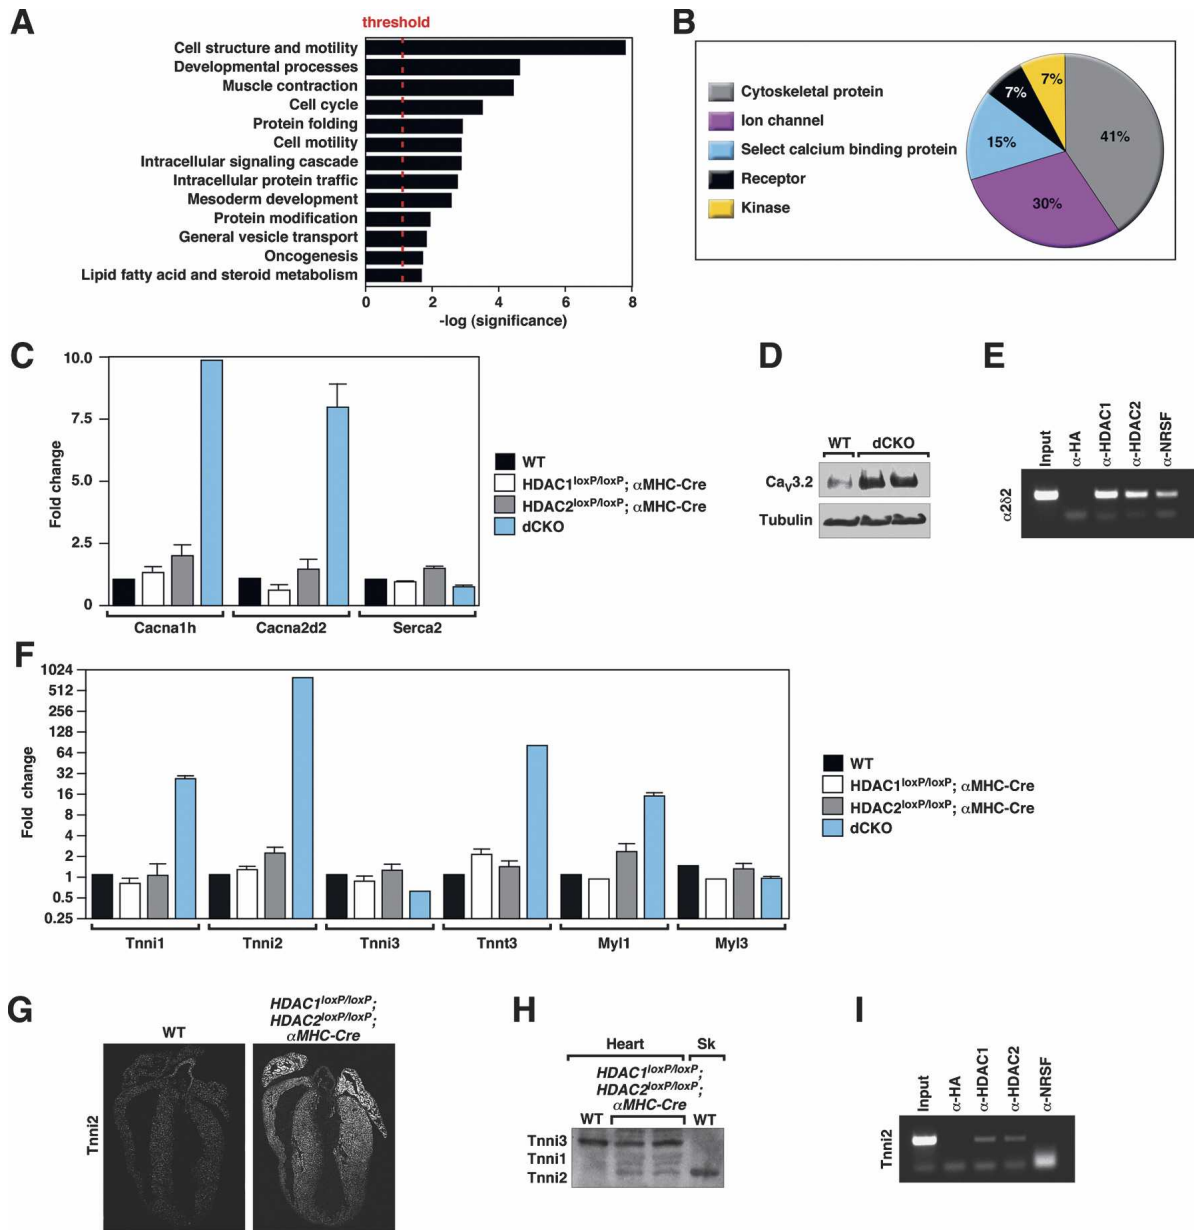 A
threshold
Cell structure and motility
Developmental processes
Muscle contraction
Cell cycle
Protein folding
Cell motility
Intracellular signaling cascade
Intracellular protein traffic
Mesoderm development
Protein modification
General vesicle transport
Oncogenesis
Lipid fatty acid and steroid metabolism
0 2 4 6 8
-log (significance)
B
Cytoskeletal protein
Ion channel
Select calcium binding protein
Receptor
Kinase
7%
7%
41%
15%
30%
C
Fold change
10.0
7.5
5.0
2.5
0
Cacna1h Cacna2d2 Serca2
WT
HDAC1loxP/loxP; αMHC-Cre
HDAC2loxP/loxP; αMHC-Cre
dCKO
D
WT dCKO
CaV3.2
Tubulin
E
Input
α-HA
α-HDAC1
α-HDAC2
α-NRSF
α2δ2
F
Fold change
1024
512
256
128
64
32
16
8
4
2
1
0.5
0.25
Tnni1 Tnni2 Tnni3 Tnnt3 Myl1 Myl3
WT
HDAC1loxP/loxP; αMHC-Cre
HDAC2loxP/loxP; αMHC-Cre
dCKO
G
WT
HDAC1loxP/loxP;
HDAC2loxP/loxP;
αMHC-Cre
Tnni2
H
Heart Sk
HDAC1loxP/loxP;
HDAC2loxP/loxP;
αMHC-Cre
WT WT
Tnni3
Tnni1
Tnni2
I
Input
α-HA
α-HDAC1
α-HDAC2
α-NRSF
Tnni2